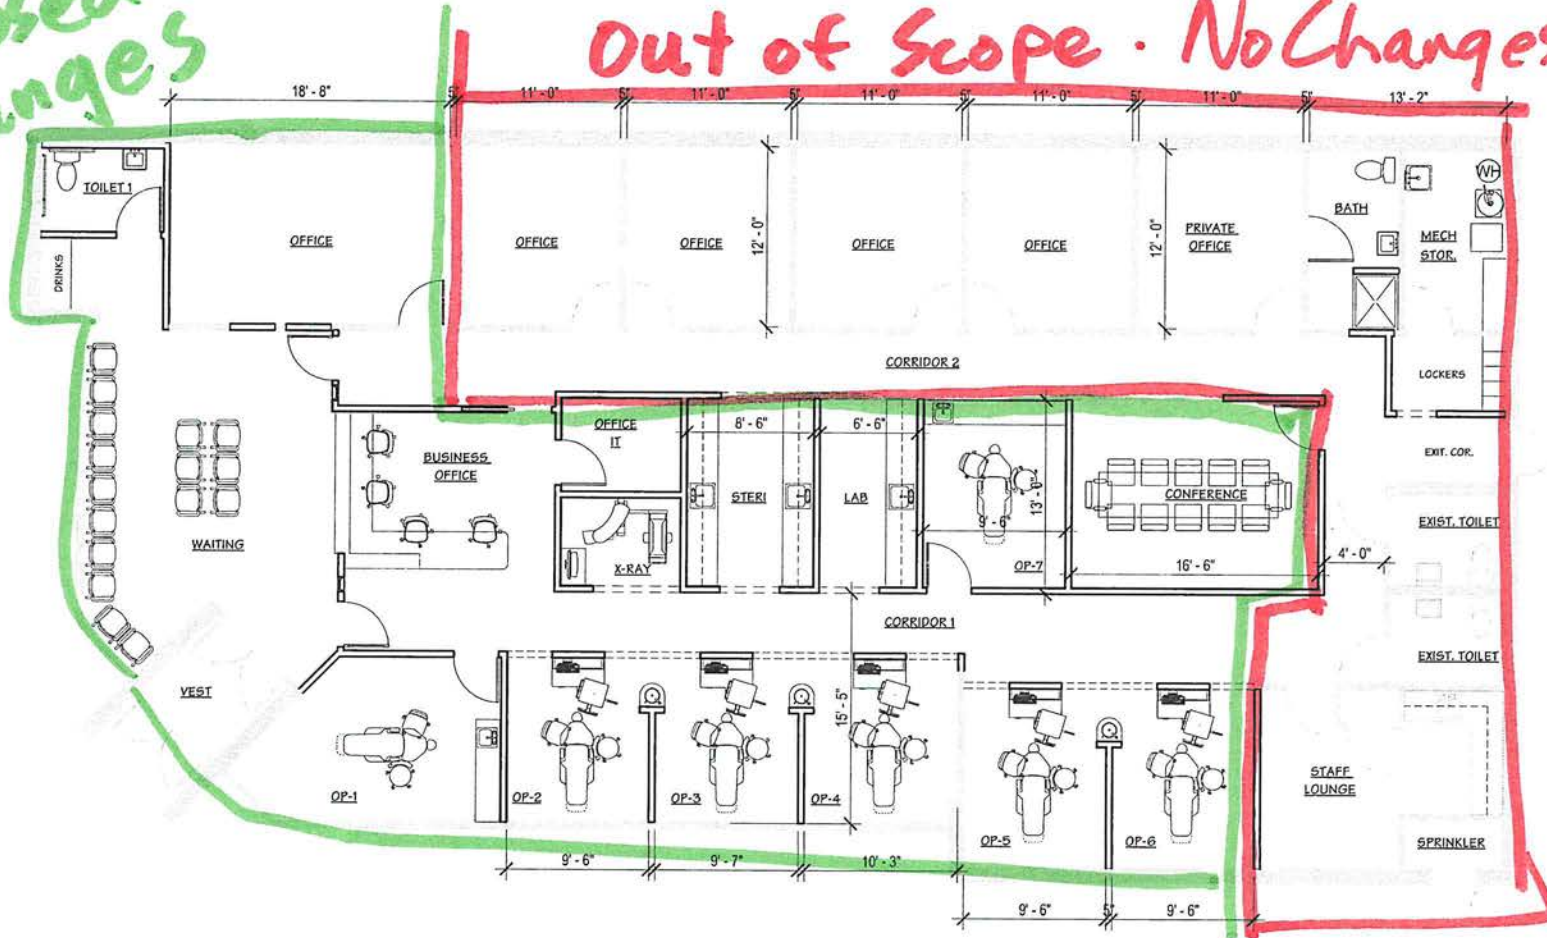 Out of Scope . No Changes
anges
18' - 8"
5"
11' - 0"
5"
11' - 0"
5"
11' - 0"
5"
11' - 0"
5"
11' - 0"
5"
13' - 2"
TOILET 1
WH
BATH
OFFICE
OFFICE
OFFICE
12' - 0"
OFFICE
OFFICE
12' - 0"
PRIVATE
OFFICE
MECH
STOR.
DRINKS
CORRIDOR 2
LOCKERS
OFFICE
IT
8' - 6"
6' - 6"
BUSINESS
OFFICE
EXIT. COR.
STERI
LAB
9' - 6"
13' - 0"
CONFERENCE
EXIST. TOILET
WAITING
X-RAY
OP-7
16' - 6"
4' - 0"
CORRIDOR 1
EXIST. TOILET
VEST
15' - 5"
OP-1
OP-2
OP-3
OP-4
STAFF
LOUNGE
OP-5
OP-6
SPRINKLER
9' - 6"
9' - 7"
10' - 3"
9' - 6"
5"
9' - 6"